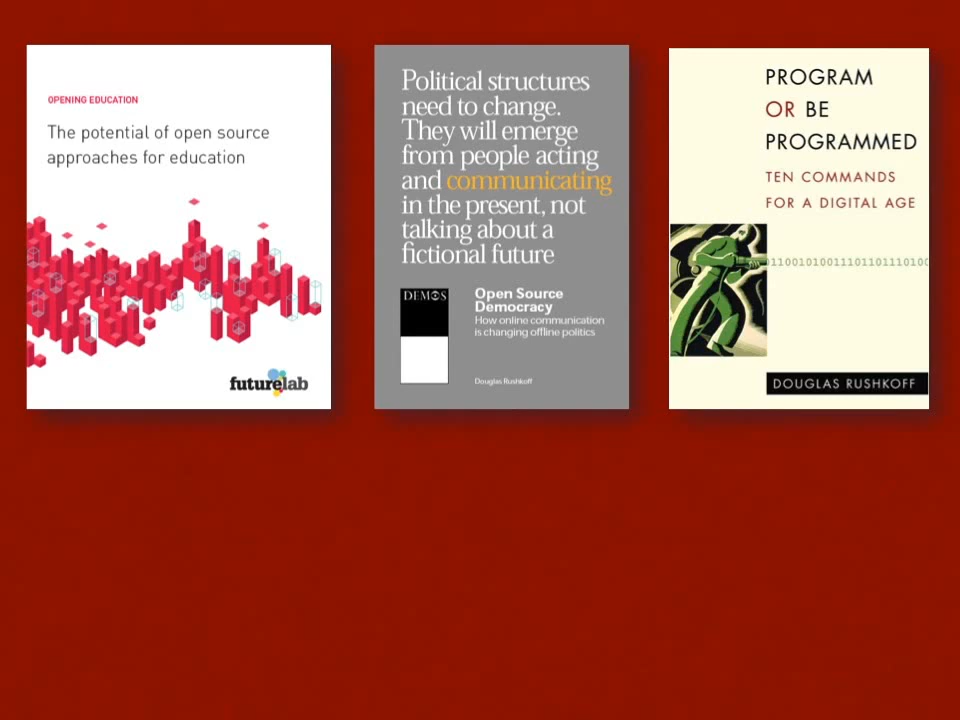 OPENING EDUCATION
The potential of open source
approaches for education
futurelab
Political structures
need to change.
They will emerge
from people acting
and communicating
in the present, not
talking about a
fictional future
DEMOS
Open Source
Democracy
How online communication
is changing offline politics
Douglas Rushkoff
PROGRAM
OR BE
PROGRAMMED
TEN COMMANDS
FOR A DIGITAL AGE
011001010011101101110100
DOUGLAS RUSHKOFF